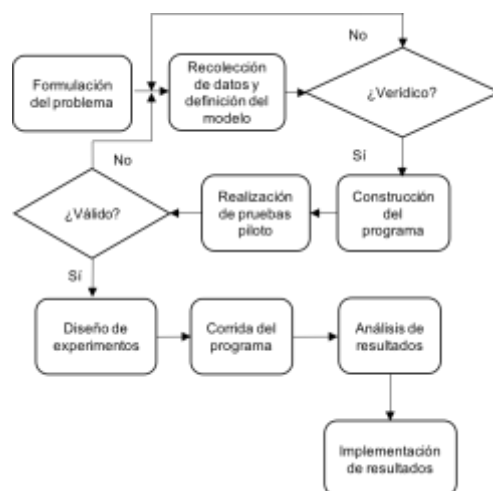 Formulación
del problema
Recolección
de datos y
definición del
modelo
No
¿Verídico?
Sí
Construcción
del
programa
Realización
de pruebas
piloto
No
¿Válido?
Sí
Diseño de
experimentos
Corrida del
programa
Análisis de
resultados
Implementación
de resultados